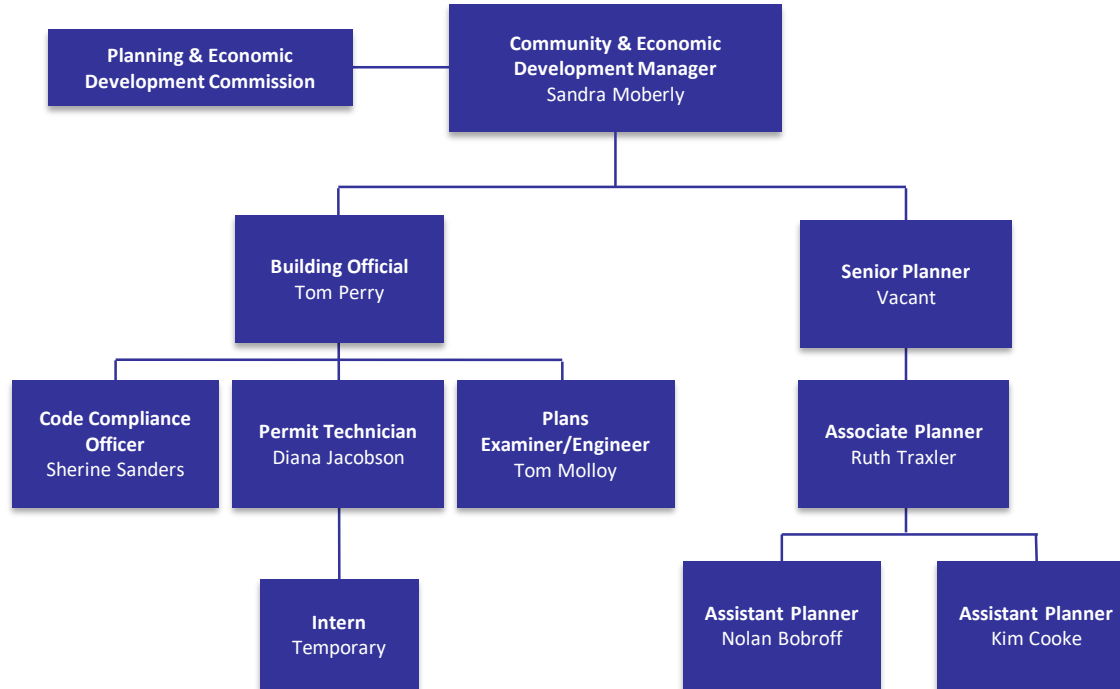 Planning & Economic
Development Commission
Community & Economic
Development Manager
Sandra Moberly
Building Official
Tom Perry
Senior Planner
Vacant
Code Compliance
Officer
Sherine Sanders
Permit Technician
Diana Jacobson
Plans
Examiner/Engineer
Tom Molloy
Associate Planner
Ruth Traxler
Intern
Temporary
Assistant Planner
Nolan Bobroff
Assistant Planner
Kim Cooke